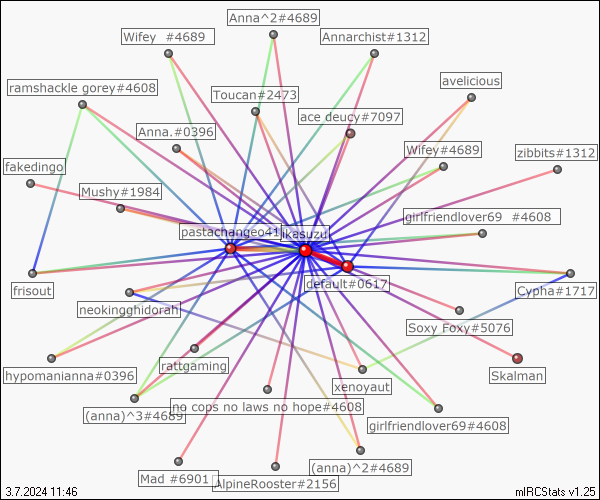 Anna^2#4689
Wifey  #4689
Annarchist#1312
avelicious
ramshackle gorey#4608
Toucan#2473
ace deucy#7097
Anna.#0396
Wifey#4689
zibbits#1312
fakedingo
Mushy#1984
girlfriendlover69  #4608
pastachangeo41
ikasuzu
default#0617
frisout
Cypha#1717
neokingghidorah
Soxy Foxy#5076
rattgaming
hypomanianna#0396
xenoyaut
Skalman
(anna)^3#4689
no cops no laws no hope#4608
girlfriendlover69#4608
(anna)^2#4689
Mad #6901
AlpineRooster#2156
3.7.2024 11:46
mIRCStats v1.25